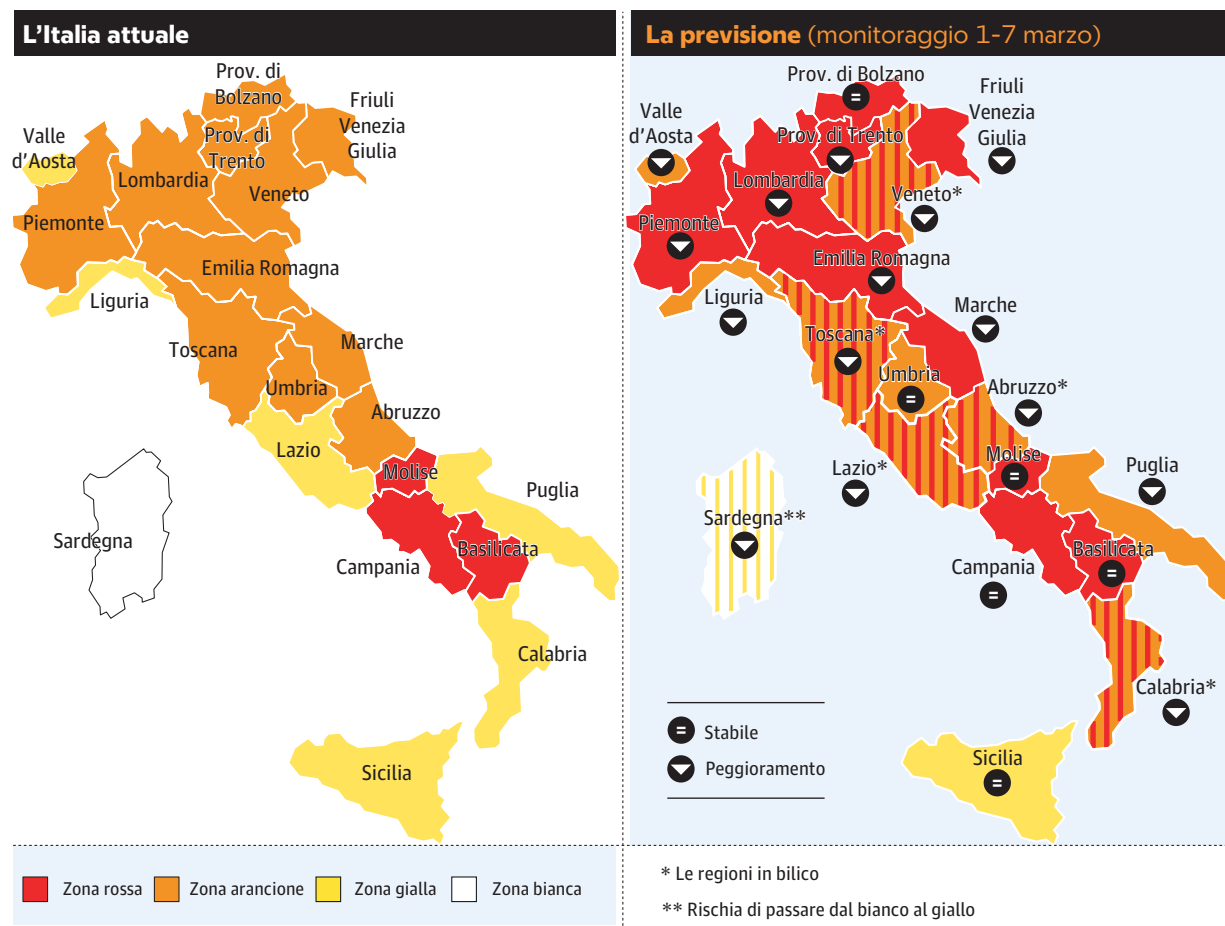 L'Italia attuale
Prov. di
Bolzano
Friuli
Venezia
Giulia
Valle
d'Aosta
Prov. di
Trento
Lombardia
Veneto
Piemonte
Emilia Romagna
Liguria
Toscana
Marche
Umbria
Abruzzo
Lazio
Molise
Puglia
Sardegna
Campania
Basilicata
Calabria
Sicilia
Zona rossa
Zona arancione
Zona gialla
Zona bianca
La previsione (monitoraggio 1-7 marzo)
Prov. di Bolzano
=
Friuli
Venezia
Giulia
Valle
d'Aosta
Prov. di Trento
Lombardia
Veneto*
Piemonte
Emilia Romagna
Liguria
Marche
Toscana*
Umbria
=
Abruzzo*
Lazio*
Molise
=
Puglia
Sardegna**
Campania
=
Basilicata
=
Calabria*
Sicilia
=
= Stabile
Peggioramento
* Le regioni in bilico
** Rischia di passare dal bianco al giallo